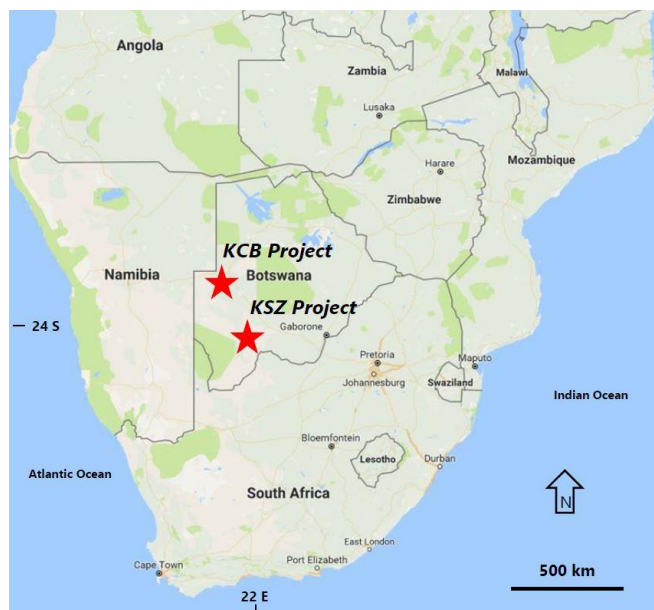 Angola
Zambia
Malawi
Lusaka
Mozambique
Harare
Zimbabwe
KCB Project
Namibia
Botswana
KSZ Project
24 S
Gaborone
Pretoria
Maputo
Johannesburg
Swaziland
Indian Ocean
Bloemfontein
Lesotho
Durban
Atlantic Ocean
South Africa
N
East London
Port Elizabeth
Cape Town
500 km
22 E